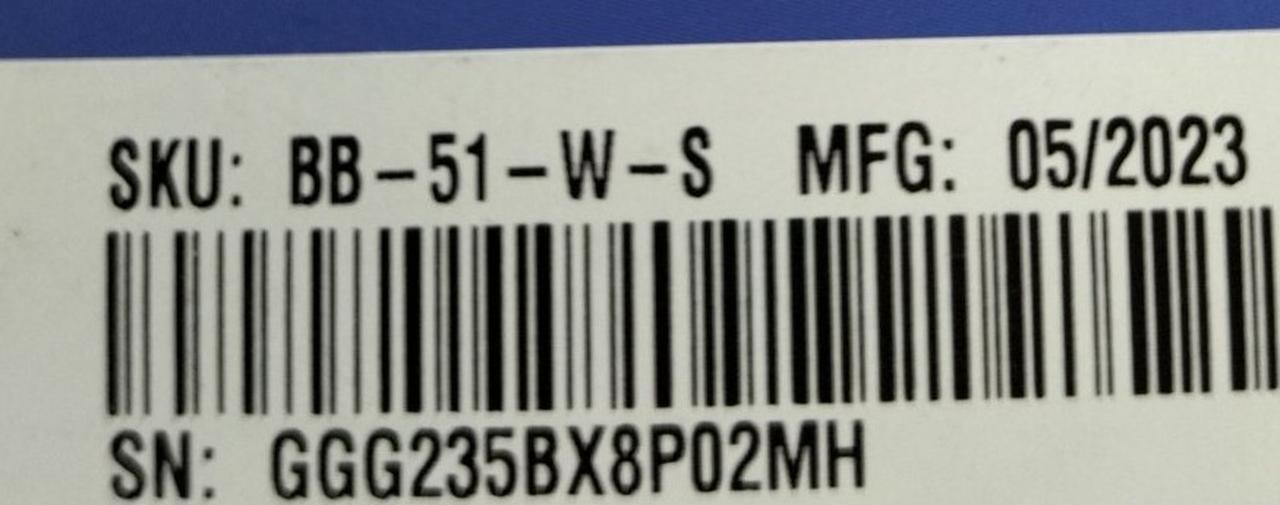 SKU: BB-51-W-S MFG: 05/2023
SN: GGG235BX8P02MH